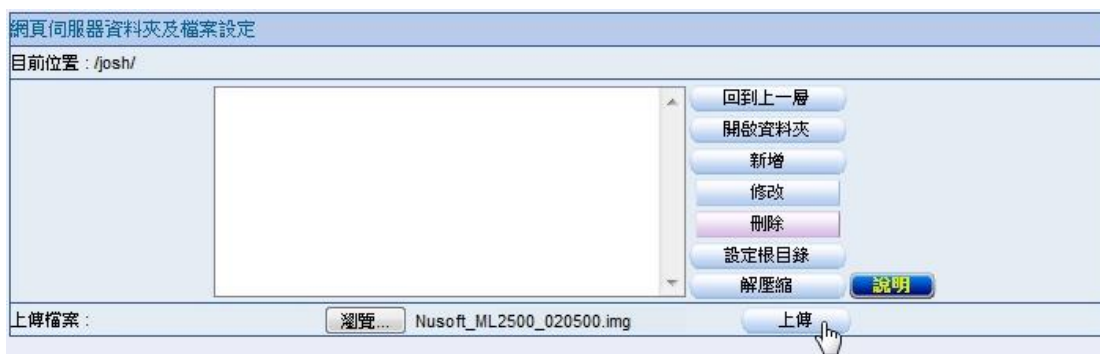 網頁伺服器資料夾及檔案設定
目前位置 : /josh/
回到上一層
開啟資料夾
新增
修改
刪除
設定根目錄
解壓縮
說明
上傳檔案 :
瀏覽... Nusoft_ML2500_020500.img
上傳